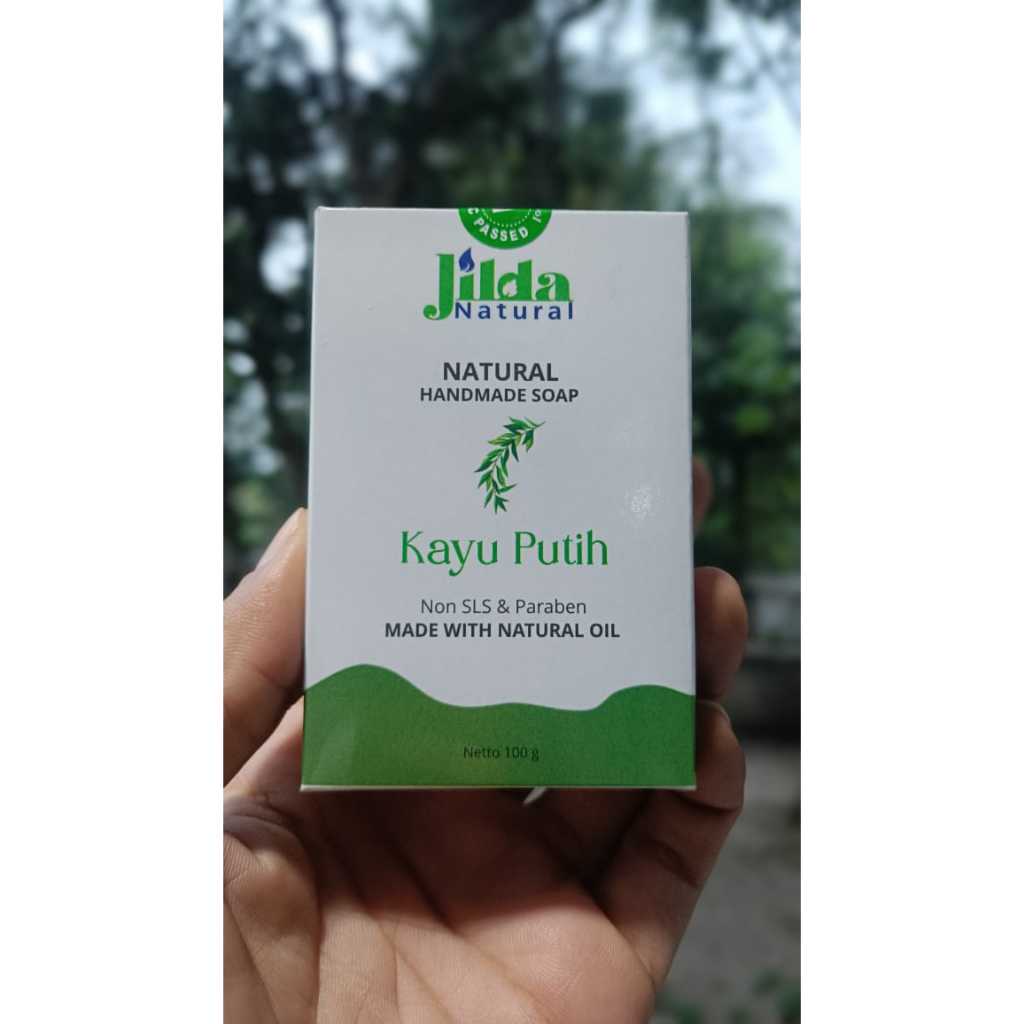 PASSED
Jilda
Natural
NATURAL
HANDMADE SOAP
Kayu Putih
Non SLS & Paraben
MADE WITH NATURAL OIL
Netto 100 g